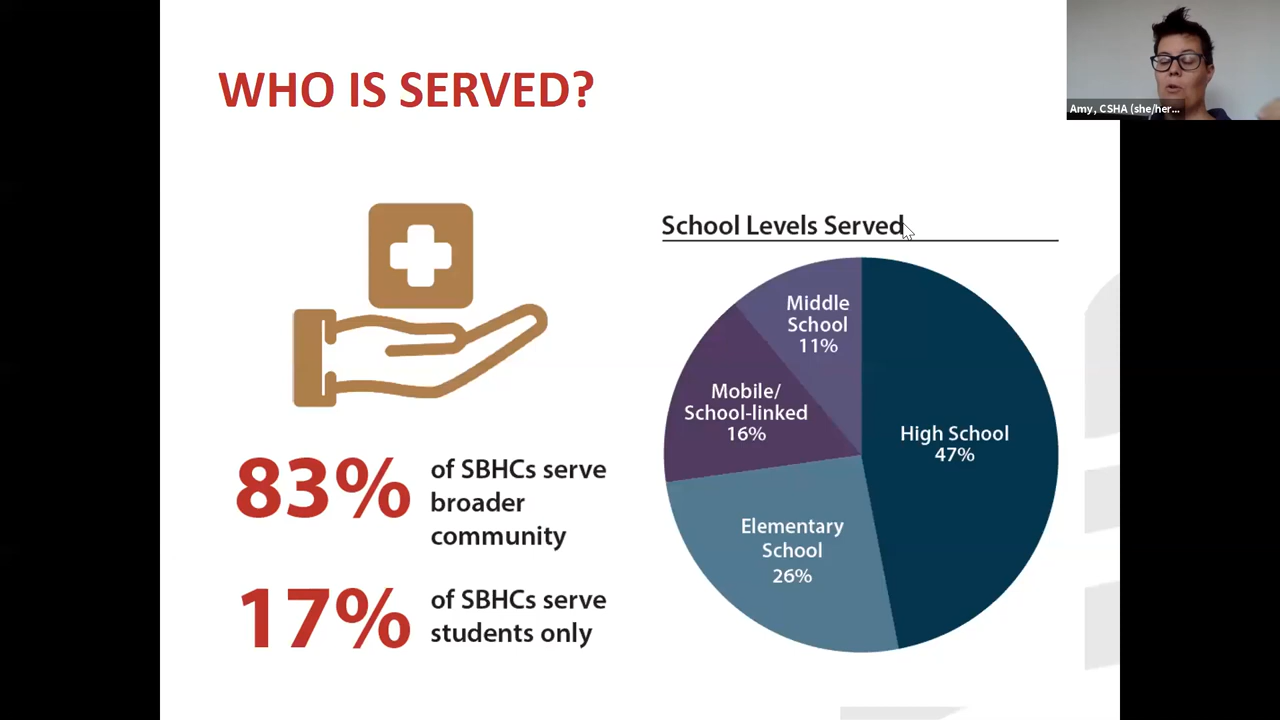 WHO IS SERVED?
Amy, CSHA (she/her...
School Levels Served
Middle
School
11%
Mobile/
School-linked
16%
High School
47%
Elementary
School
26%
83%
of SBHCs serve
broader
community
17%
of SBHCs serve
students only